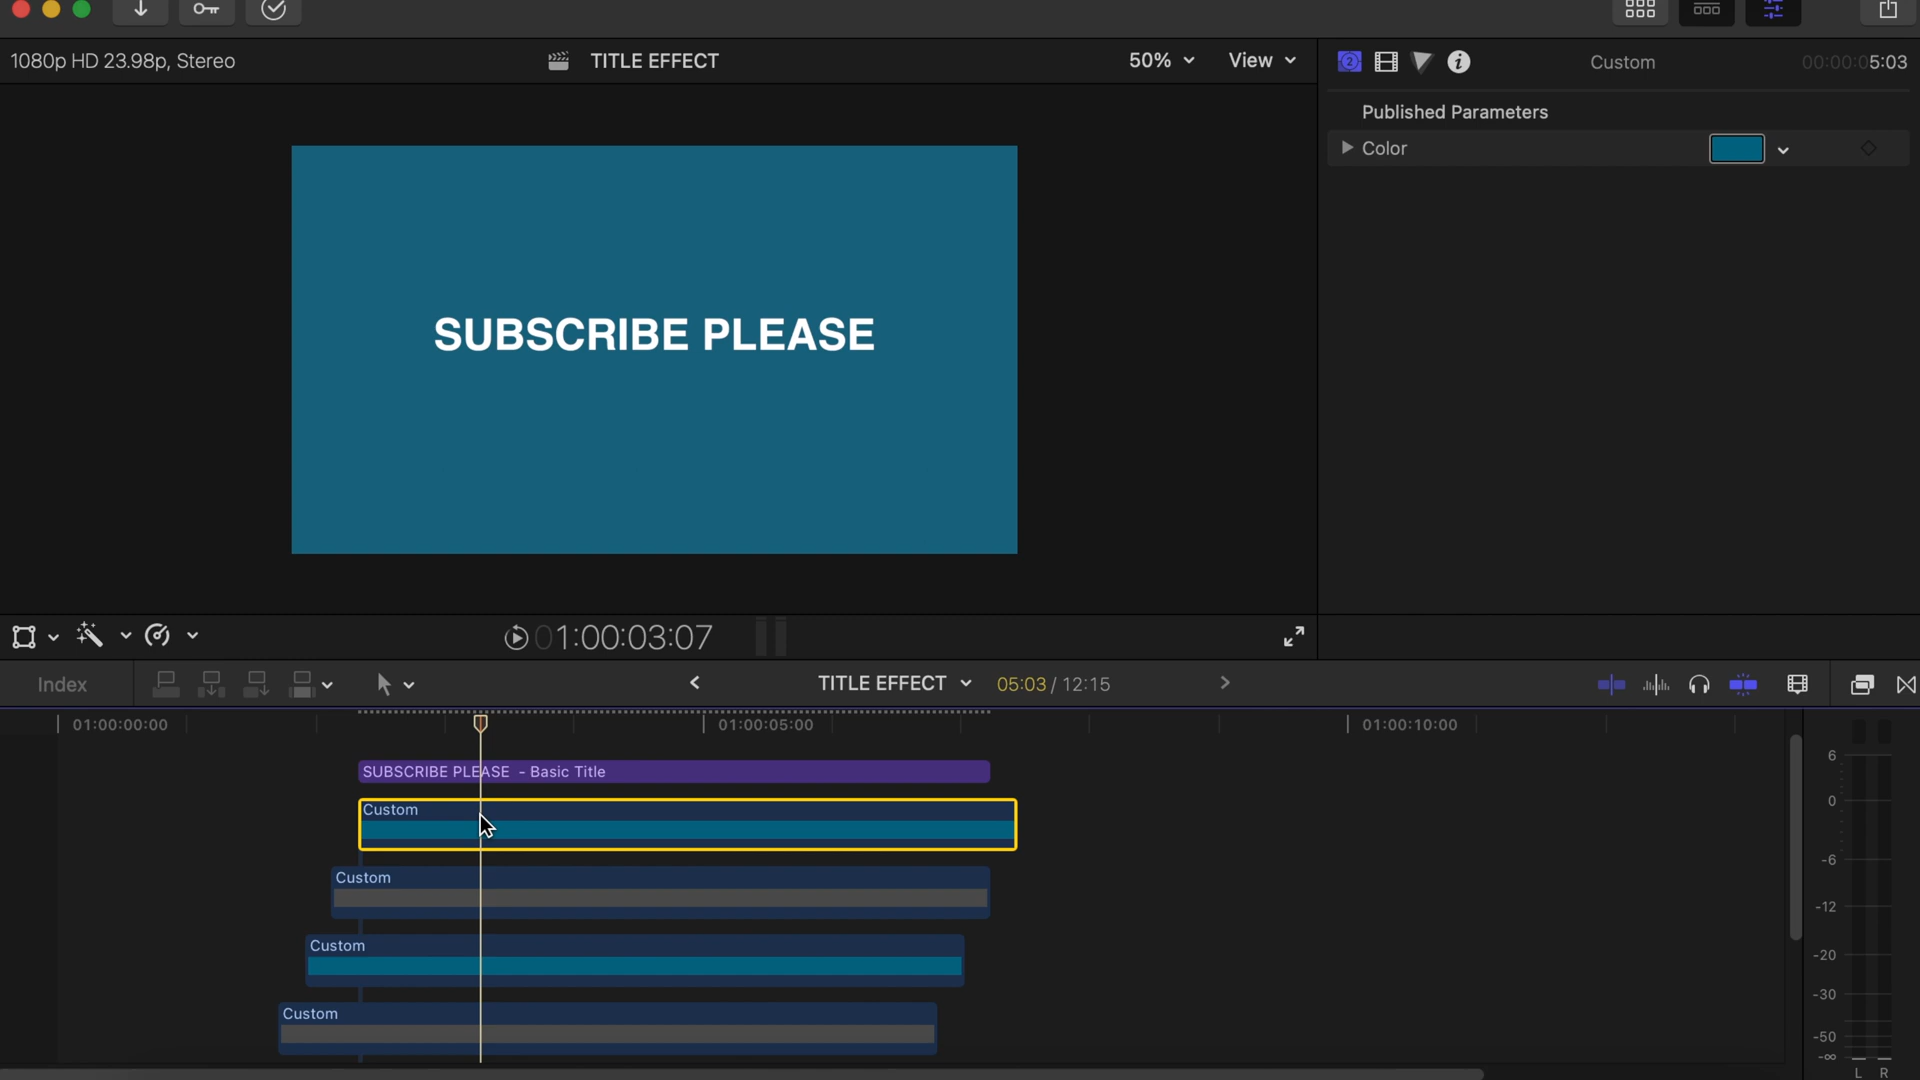 1080p HD 23.98p, Stereo
TITLE EFFECT
50%
View
2
i
Custom
00:00:05:03
Published Parameters
Color
SUBSCRIBE PLEASE
01:00:03:07
Index
TITLE EFFECT
05:03 / 12:15
01:00:00:00
01:00:05:00
01:00:10:00
SUBSCRIBE PLEASE - Basic Title
Custom
Custom
Custom
Custom
6
0
-6
-12
-20
-30
-50
-∞
L R